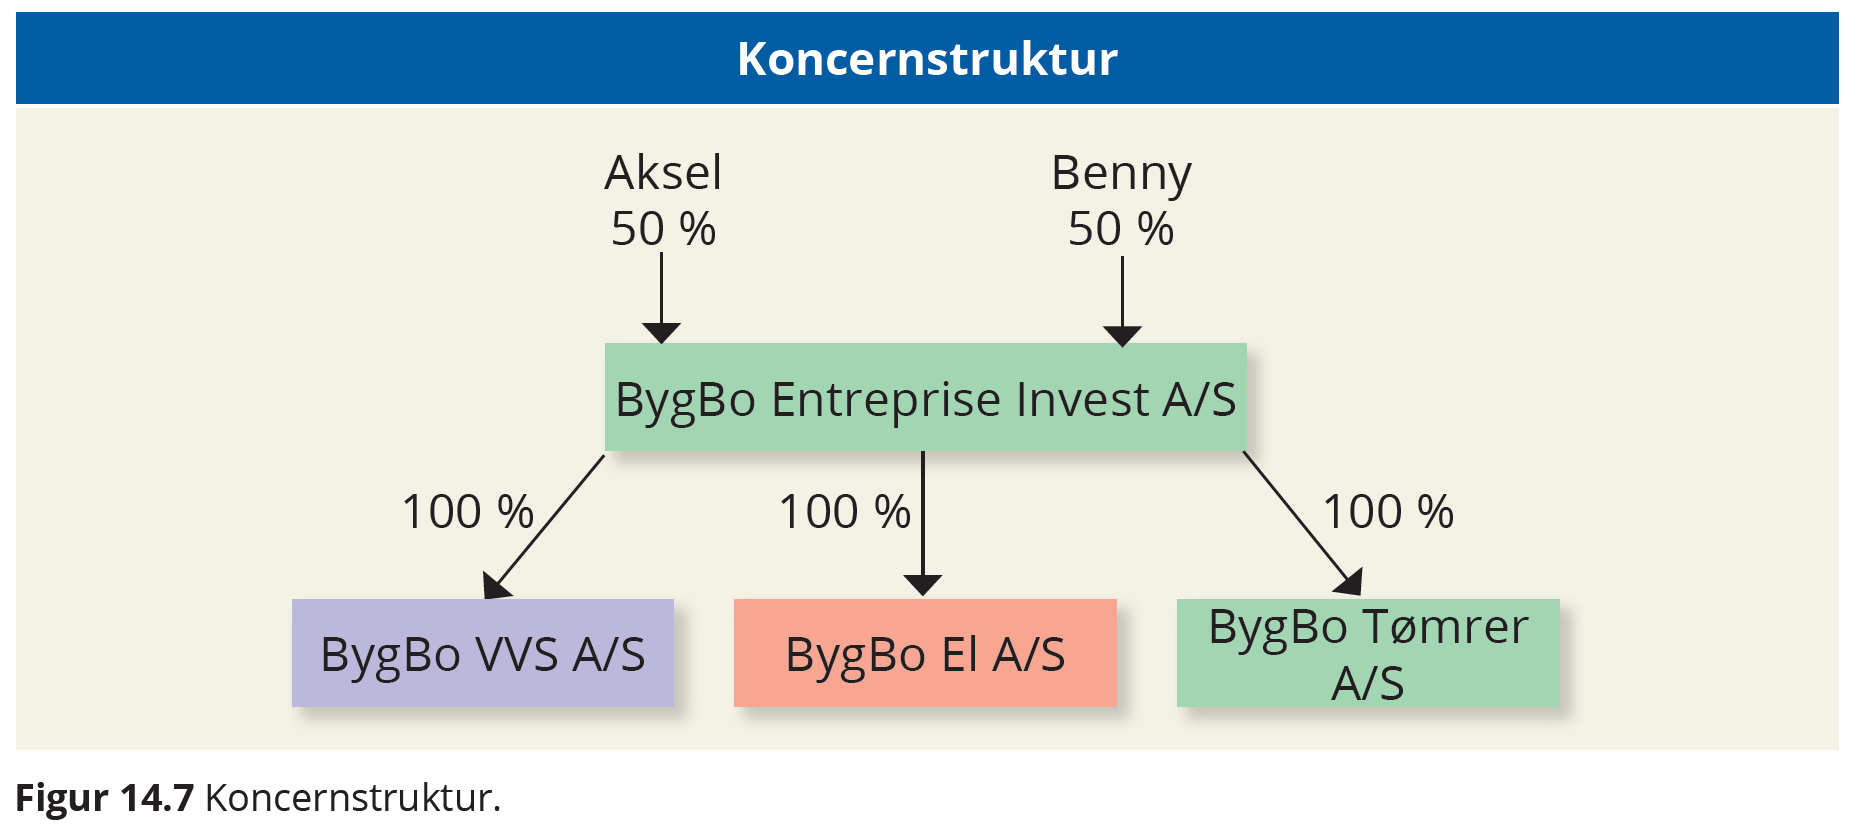 Koncernstruktur
Aksel
50 %
Benny
50 %
BygBo Entreprise Invest A/S
100 %
100 %
100 %
BygBo VVS A/S
BygBo El A/S
BygBo Tømrer
A/S
Figur 14.7 Koncernstruktur.